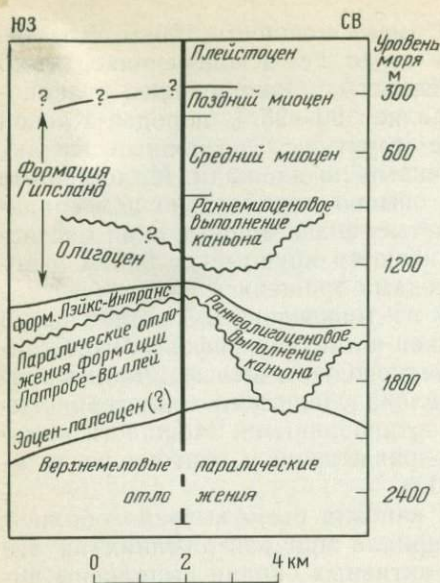 ЮЗ СВ
Уровень
моря
м
Плейстоцен
? ? ?
Поздний миоцен
300
Формация
Гипсланд
Средний миоцен
600
Раннемиоценовое
выполнение
каньона
?
Олигоцен
1200
Форм. Лэйкс-Интранс
Паралические отло-
жения формации
Латробе-Валлей
Раннеолигоценовое
выполнение
каньона
1800
Эоцен-палеоцен(?)
Верхнемеловые паралические
отло жения
2400
0 2 4 км